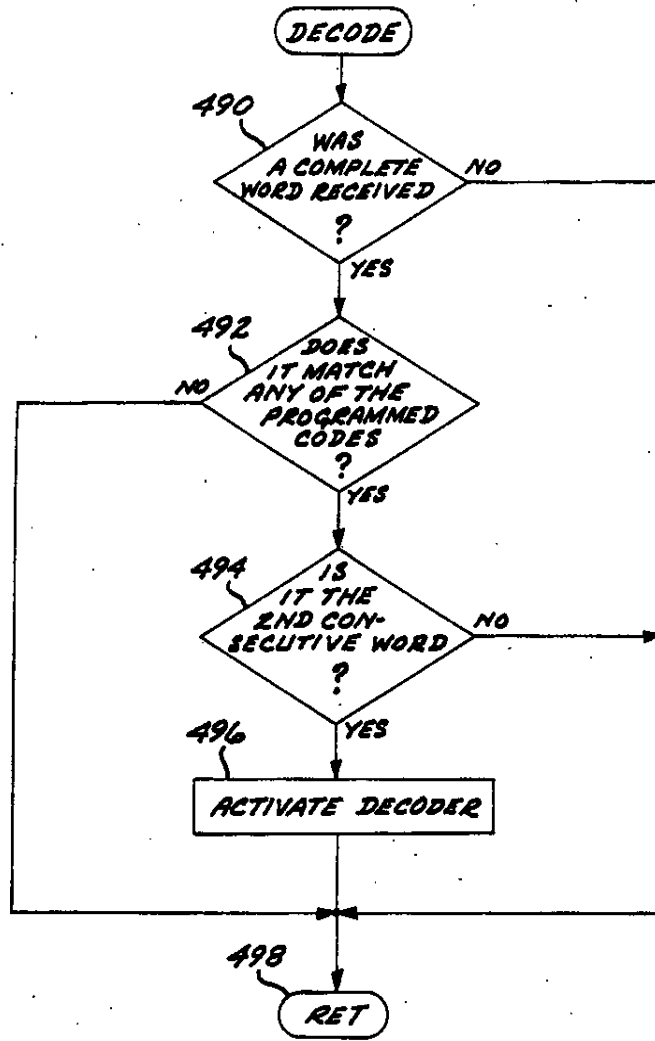 DECODE
490
WAS
A COMPLETE
WORD RECEIVED
?
NO
YES
492
DOES
IT MATCH
ANY OF THE
PROGRAMMED
CODES
?
NO
YES
494
IS
IT THE
2ND CON-
SECUTIVE WORD
?
NO
YES
496
ACTIVATE DECODER
498
RET